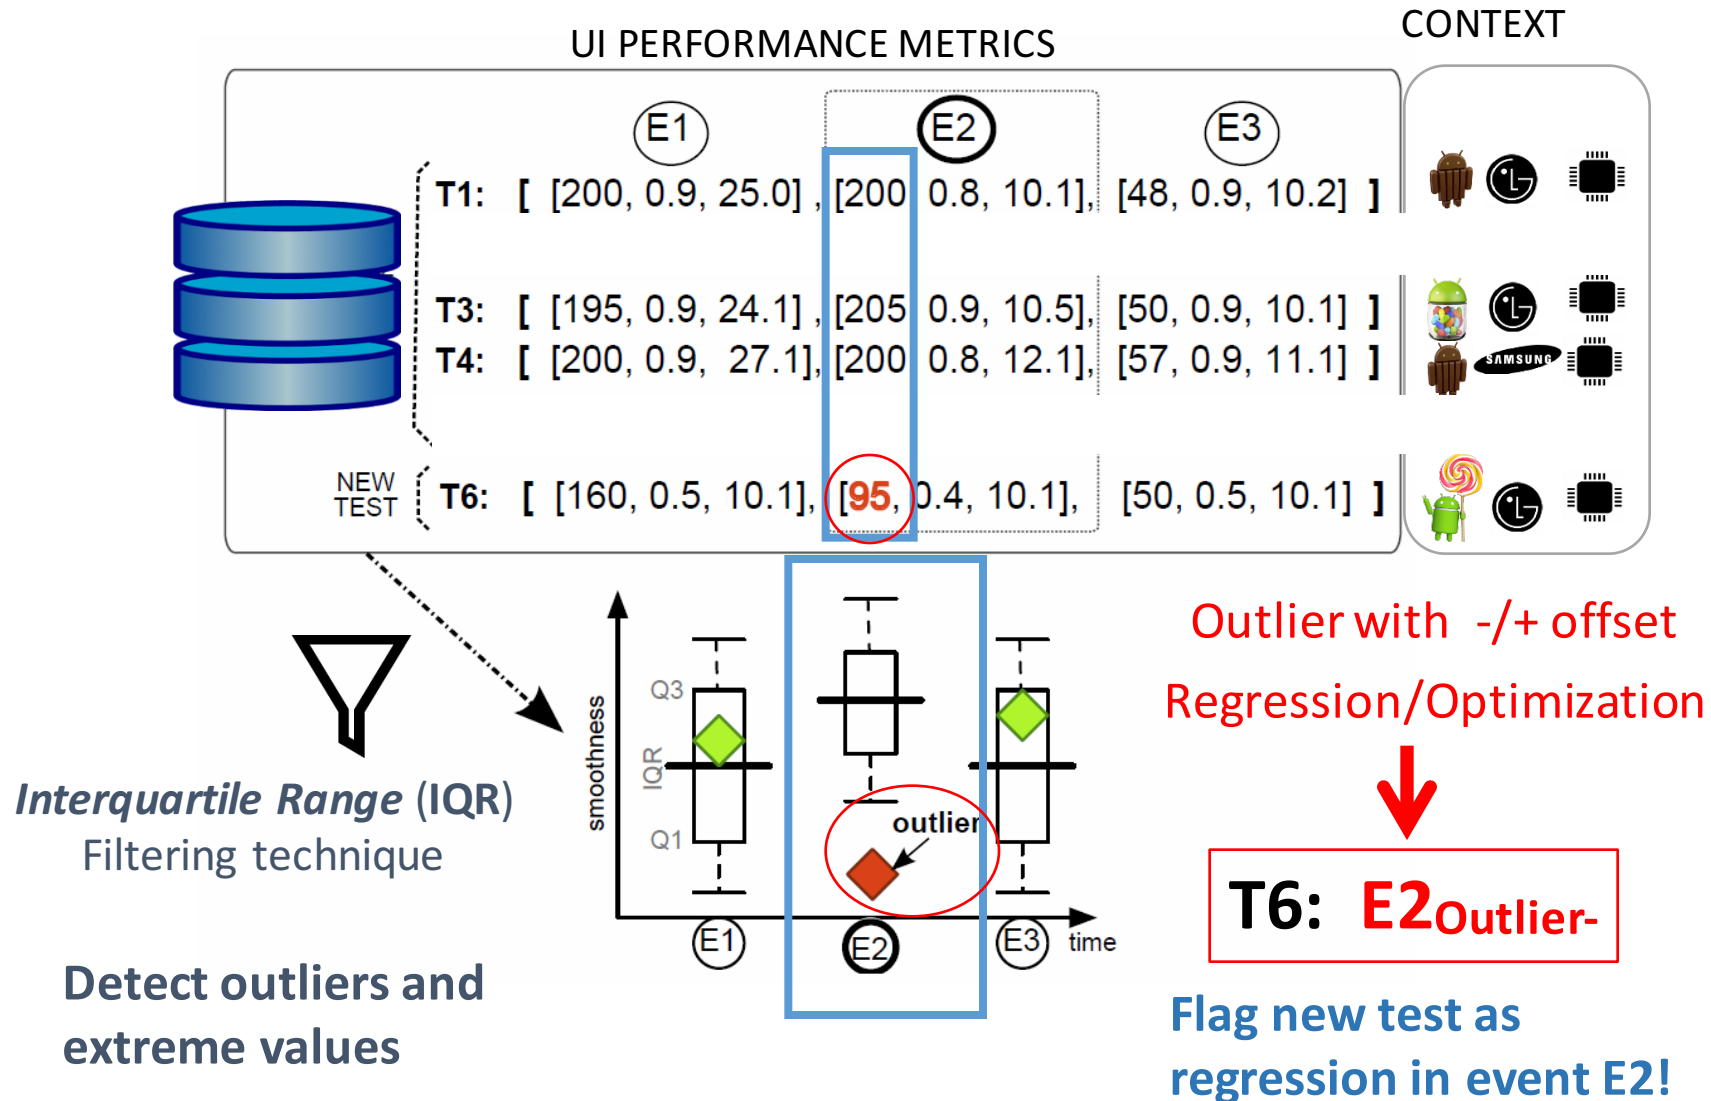 UI PERFORMANCE METRICS
CONTEXT
E1
E2
E3
T1: [ [200, 0.9, 25.0] , [200 0.8, 10.1], [48, 0.9, 10.2] ]
LG
T3: [ [195, 0.9, 24.1] , [205 0.9, 10.5], [50, 0.9, 10.1] ]
LG
T4: [ [200, 0.9, 27.1], [200 0.8, 12.1], [57, 0.9, 11.1] ]
SAMSUNG
NEW
TEST
T6: [ [160, 0.5, 10.1], [95, 0.4, 10.1], [50, 0.5, 10.1] ]
LG
smoothness
Q3
IQR
Q1
outlier
E1
E2
E3
time
Interquartile Range (IQR)
Filtering technique
Detect outliers and
extreme values
Outlier with -/+ offset
Regression/Optimization
T6: E2Outlier-
Flag new test as
regression in event E2!